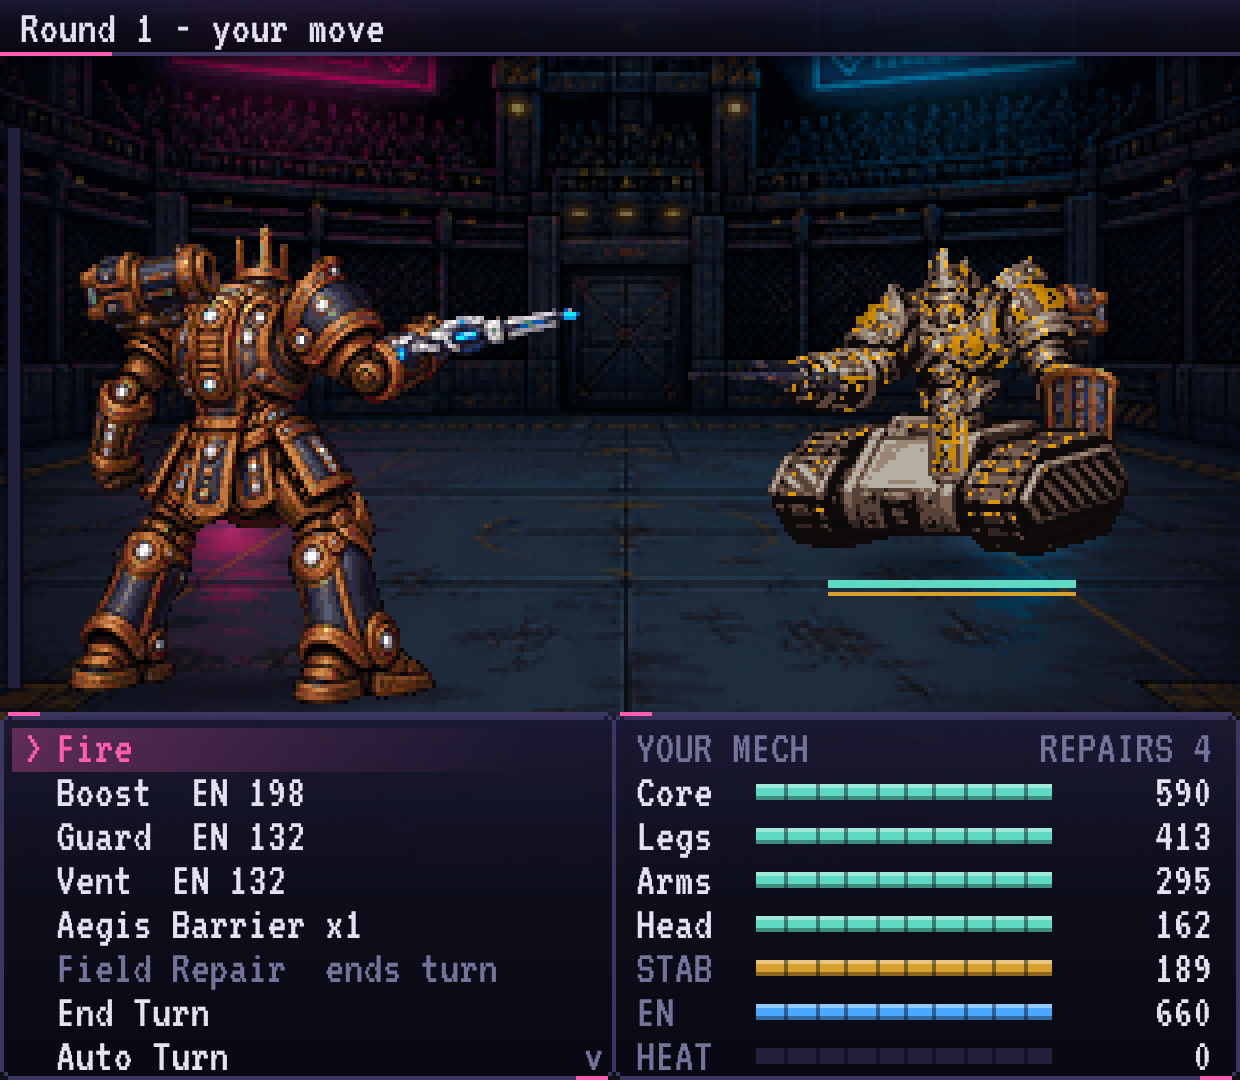 Round 1 - your move
❯ Fire
Boost EN 198
Guard EN 132
Vent EN 132
Aegis Barrier x1
Field Repair ends turn
End Turn
Auto Turn v
YOUR MECH REPAIRS 4
Core 590
Legs 413
Arms 295
Head 162
STAB 189
EN 660
HEAT 0